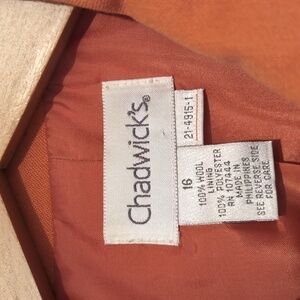 Chadwick's®
21-4915-1
16
100% WOOL
LINING
100% POLYESTER
RN 107444
MADE IN
PHILIPPINES
SEE REVERSE SIDE
FOR CARE